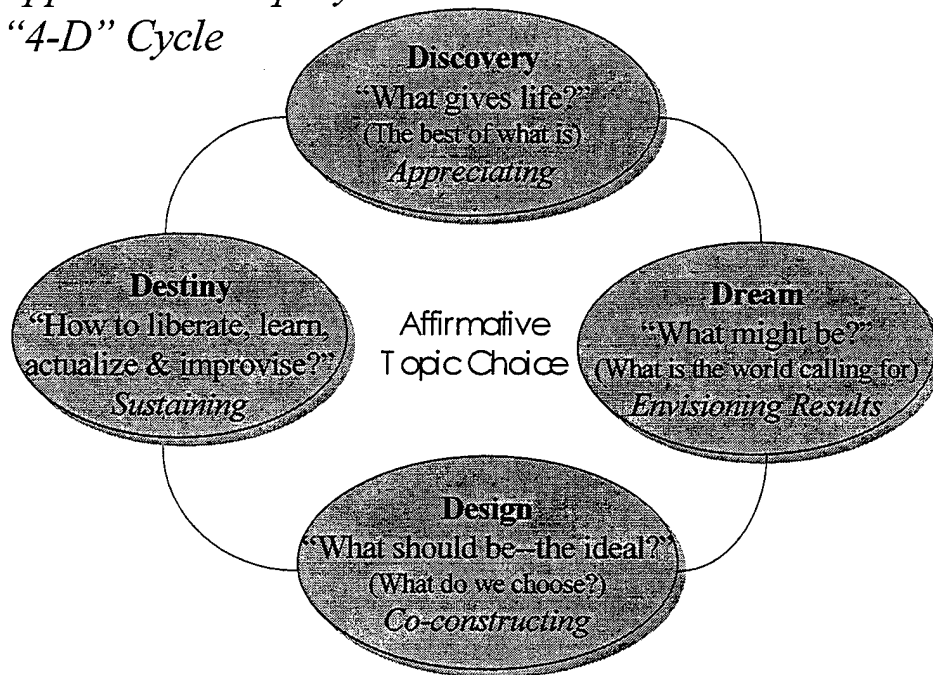 "4-D" Cycle
Discovery
"What gives life?"
(The best of what is)
Appreciating
Destiny
"How to liberate, learn,
actualize & improvise?"
Sustaining
Affirmative
Topic Choice
Dream
"What might be?"
(What is the world calling for)
Envisioning Results
Design
"What should be--the ideal?"
(What do we choose?)
Co-constructing